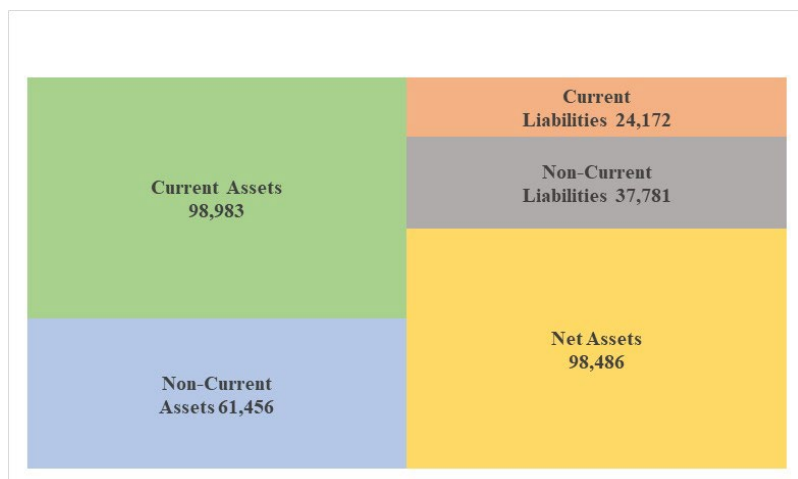 Current Assets
98,983
Non-Current
Assets 61,456
Current
Liabilities 24,172
Non-Current
Liabilities 37,781
Net Assets
98,486